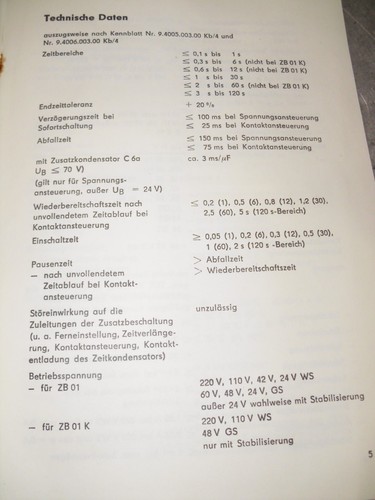 Technische Daten
auszugsweise nach Kennblatt Nr. 9.4005.003.00 Kb/4 und
Nr. 9.4006.003.00 Kb/4
Zeitbereiche ≤ 0,1 s bis 1 s
≤ 0,3 s bis 6 s (nicht bei ZB 01 K)
≤ 0,6 s bis 12 s (nicht bei ZB 01 K)
≤ 1 s bis 30 s
≤ 2 s bis 60 s (nicht bei ZB 01 K)
≤ 3 s bis 120 s
Endzeittoleranz + 20 %
Verzögerungszeit bei ≤ 100 ms bei Spannungsansteuerung
Sofortschaltung ≤ 25 ms bei Kontaktansteuerung
Abfallzeit ≤ 150 ms bei Spannungsansteuerung
≤ 75 ms bei Kontaktansteuerung
mit Zusatzkondensator C 6a ca. 3 ms/µF
UB ≤ 70 V)
(gilt nur für Spannungs-
ansteuerung, außer UB = 24 V)
Wiederbereitschaftszeit nach ≤ 0,2 (1), 0,5 (6), 0,8 (12), 1,2 (30),
unvollendetem Zeitablauf bei 2,5 (60), 5 s (120 s-Bereich)
Kontaktansteuerung
Einschaltzeit ≥ 0,05 (1), 0,2 (6), 0,3 (12), 0,5 (30),
1 (60), 2 s (120 s-Bereich)
Pausenzeit > Abfallzeit
— nach unvollendetem > Wiederbereitschaftszeit
Zeitablauf bei Kontakt-
ansteuerung
Störeinwirkung auf die unzulässig
Zuleitungen der Zusatzbeschaltung
(u. a. Ferneinstellung, Zeitverlänge-
rung, Kontaktansteuerung, Kontakt-
entladung des Zeitkondensators)
Betriebsspannung
— für ZB 01 220 V, 110 V, 42 V, 24 V WS
60 V, 48 V, 24 V, GS
außer 24 V wahlweise mit Stabilisierung
— für ZB 01 K 220 V, 110 V WS
48 V GS
nur mit Stabilisierung
5